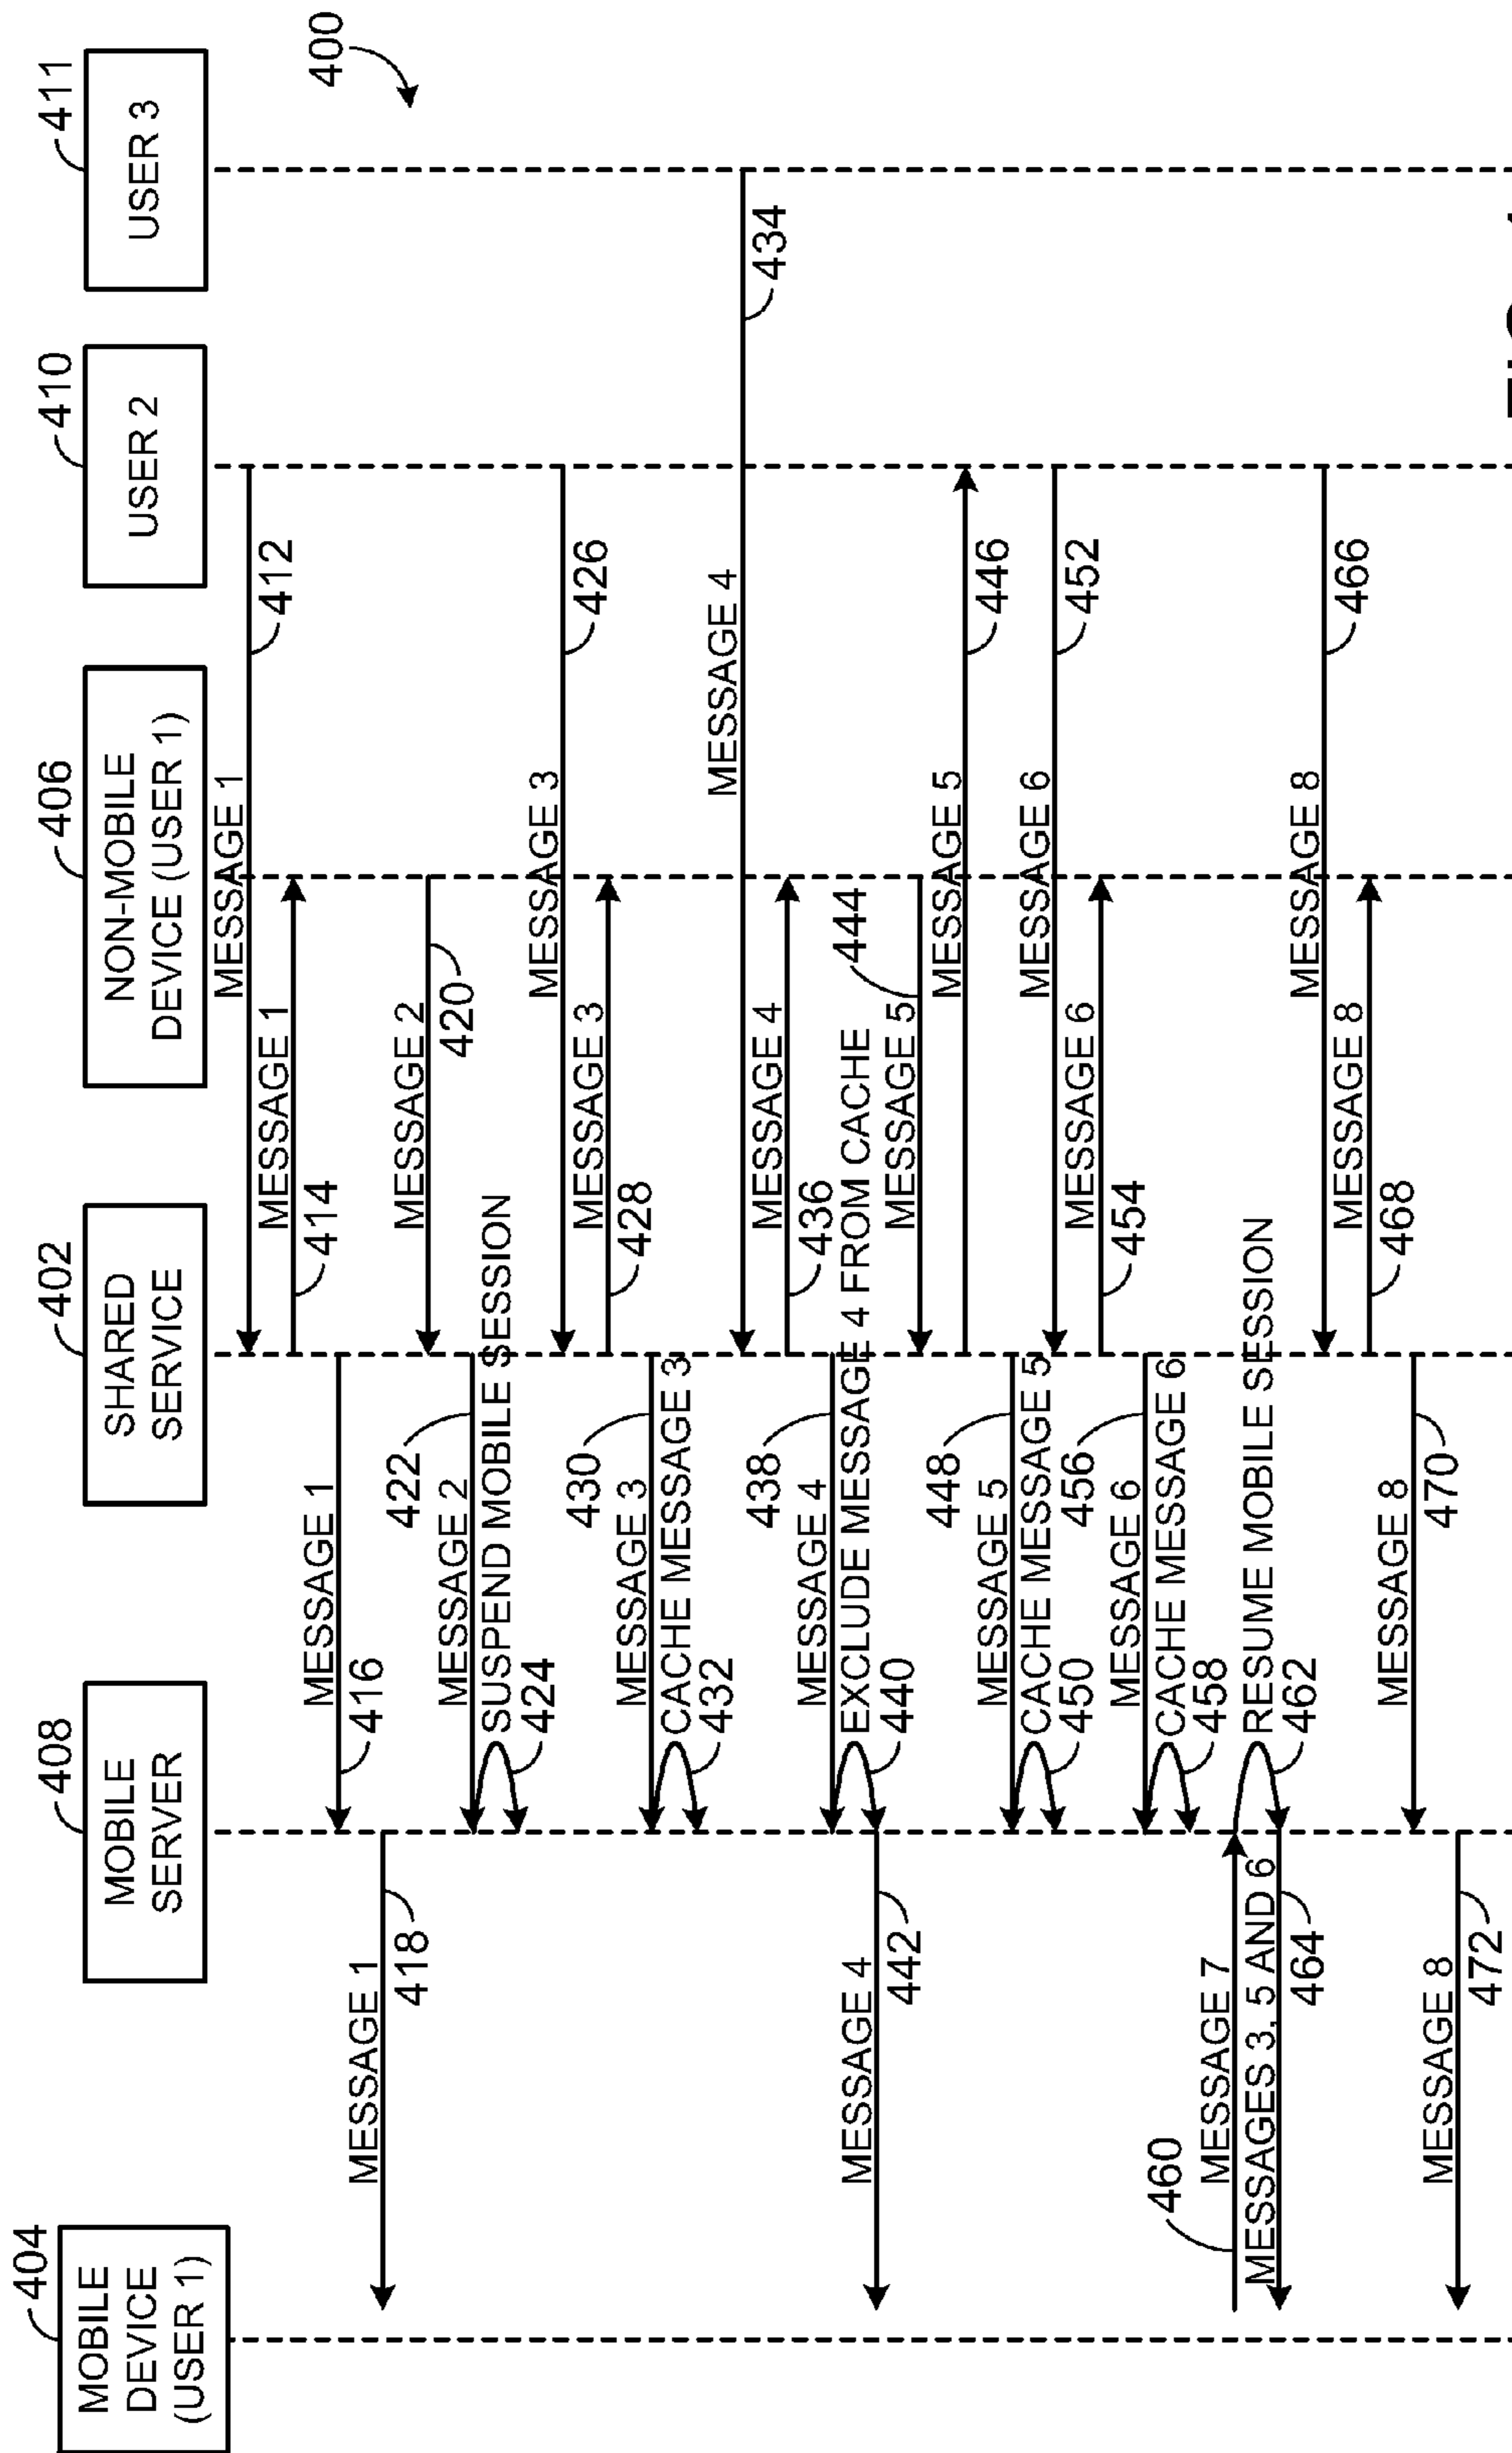 404
MOBILE
DEVICE
(USER 1)
408
MOBILE
SERVER
402
SHARED
SERVICE
406
NON-MOBILE
DEVICE (USER 1)
410
USER 2
411
USER 3
400
MESSAGE 1
412
MESSAGE 1
414
MESSAGE 1
416
MESSAGE 1
418
MESSAGE 2
420
MESSAGE 2
422
SUSPEND MOBILE SESSION
424
MESSAGE 3
426
MESSAGE 3
428
MESSAGE 3
430
CACHE MESSAGE 3
432
MESSAGE 4
434
MESSAGE 4
436
MESSAGE 4
438
EXCLUDE MESSAGE 4 FROM CACHE
440
MESSAGE 4
442
MESSAGE 5
444
MESSAGE 5
446
MESSAGE 5
448
CACHE MESSAGE 5
450
MESSAGE 6
452
MESSAGE 6
454
MESSAGE 6
456
CACHE MESSAGE 6
458
MESSAGE 7
460
RESUME MOBILE SESSION
462
MESSAGES 3, 5 AND 6
464
MESSAGE 8
466
MESSAGE 8
468
MESSAGE 8
470
MESSAGE 8
472